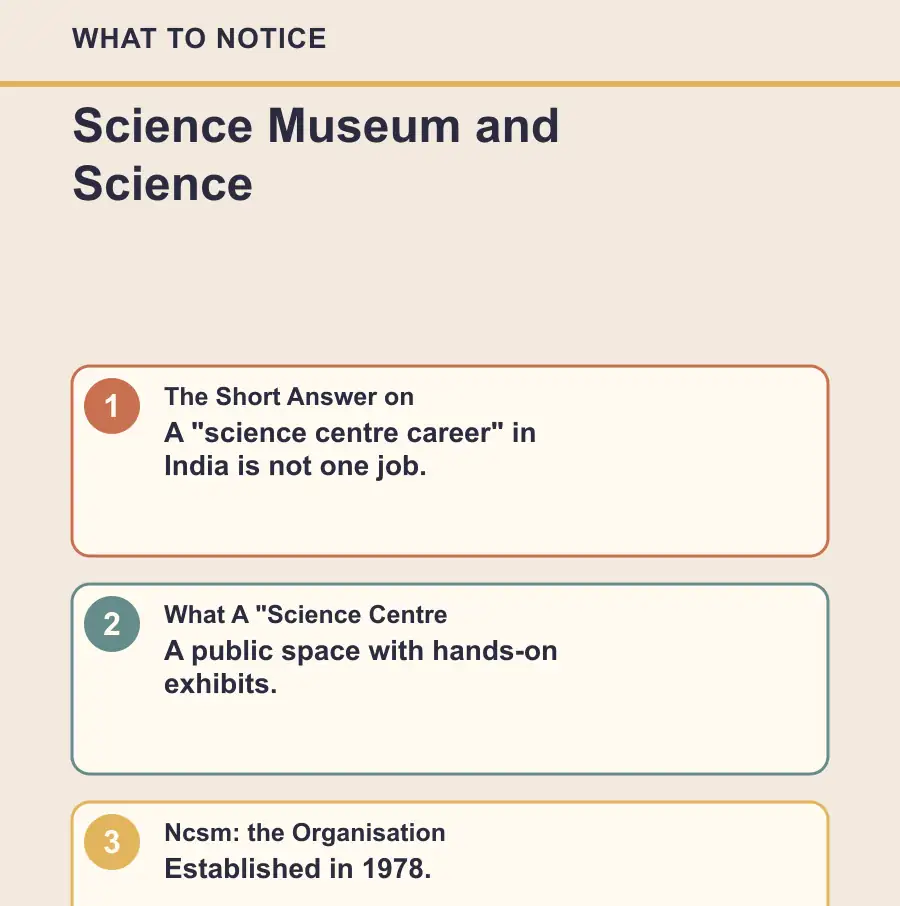 WHAT TO NOTICE
Science Museum and
Science
1
The Short Answer on
A "science centre career" in
India is not one job.
2
What A "Science Centre
A public space with hands-on
exhibits.
3
Ncsm: the Organisation
Established in 1978.